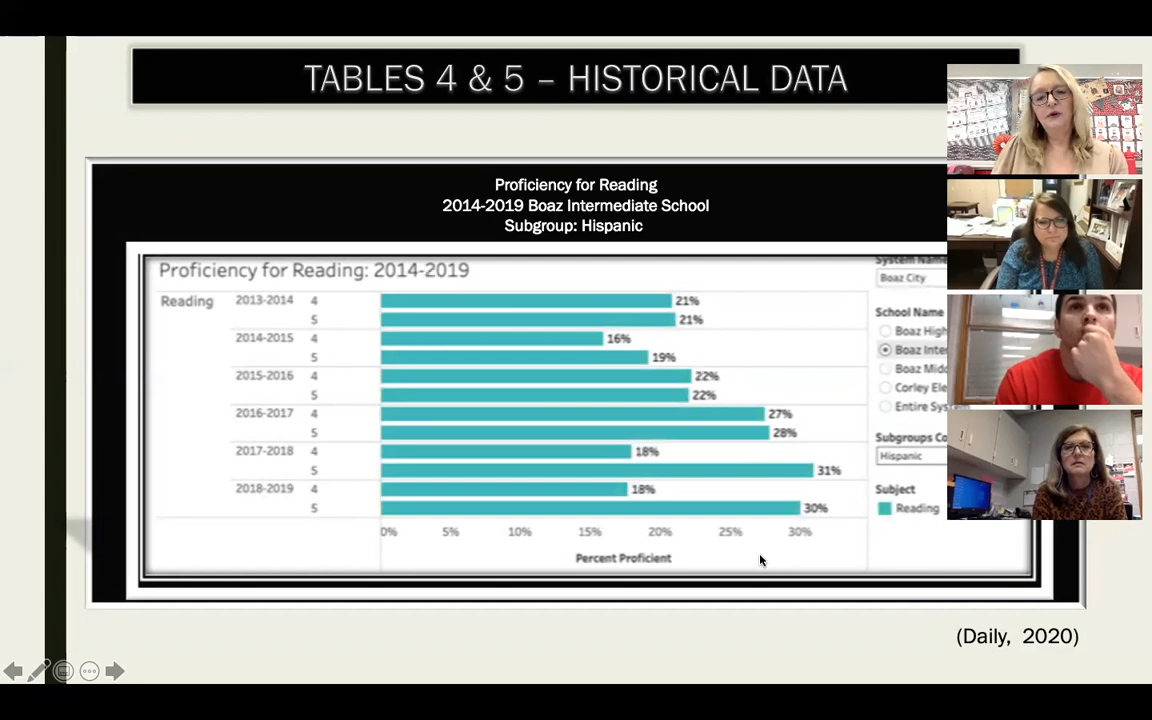 TABLES 4 & 5 – HISTORICAL DATA
Proficiency for Reading
2014-2019 Boaz Intermediate School
Subgroup: Hispanic
Proficiency for Reading: 2014-2019
Reading 2013-2014 4 21%
5 21%
2014-2015 4 16%
5 19%
2015-2016 4 22%
5 22%
2016-2017 4 27%
5 28%
2017-2018 4 18%
5 31%
2018-2019 4 18%
5 30%
0% 5% 10% 15% 20% 25% 30%
Percent Proficient
System Name
Boaz City
School Name
Boaz High
Boaz Inte
Boaz Midd
Corley Ele
Entire Sys
Subgroups Co
Hispanic
Subject
Reading
(Daily, 2020)